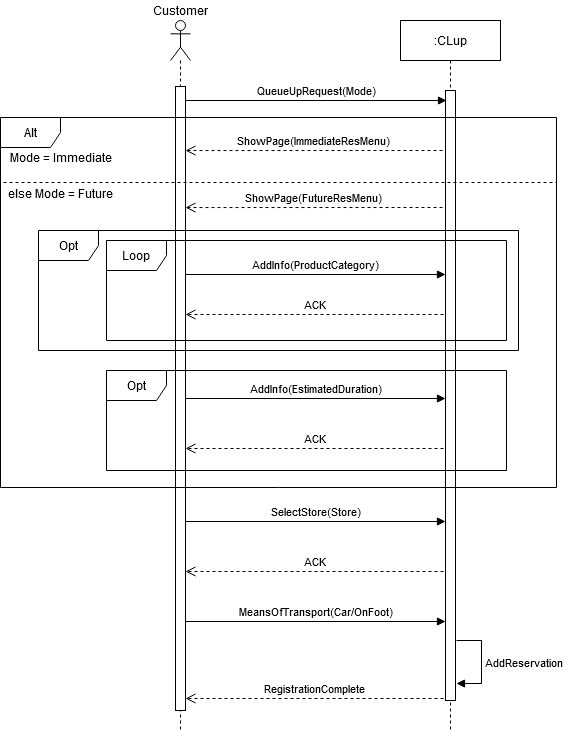 Customer
:CLup
QueueUpRequest(Mode)
Alt
ShowPage(ImmediateResMenu)
Mode = Immediate
else Mode = Future
ShowPage(FutureResMenu)
Opt
Loop
AddInfo(ProductCategory)
ACK
Opt
AddInfo(EstimatedDuration)
ACK
SelectStore(Store)
ACK
MeansOfTransport(Car/OnFoot)
AddReservation
RegistrationComplete